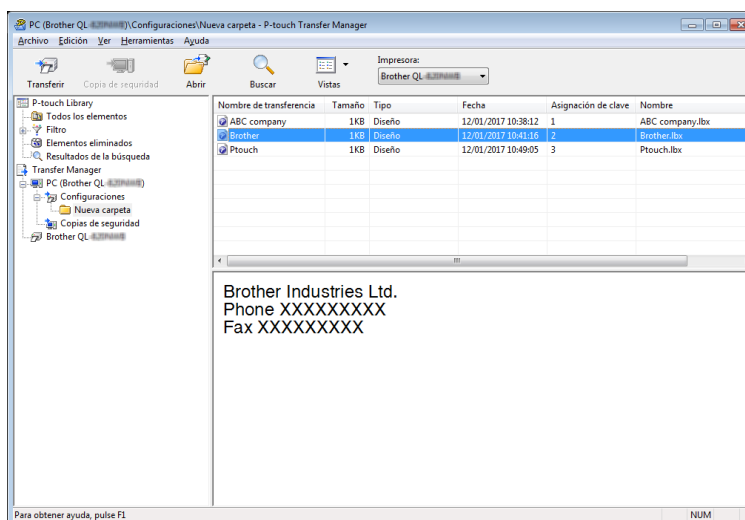 PC (Brother QL-)\Configuraciones\Nueva carpeta - P-touch Transfer Manager
Archivo Edición Ver Herramientas Ayuda
Impresora:
Brother QL-
Transferir Copia de seguridad Abrir Buscar Vistas
P-touch Library
Todos los elementos
Filtro
Elementos eliminados
Resultados de la búsqueda
Transfer Manager
PC (Brother QL-)
Configuraciones
Nueva carpeta
Copias de seguridad
Brother QL-
Nombre de transferencia Tamaño Tipo Fecha Asignación de clave Nombre
ABC company 1KB Diseño 12/01/2017 10:38:12 1 ABC company.lbx
Brother 1KB Diseño 12/01/2017 10:41:16 2 Brother.lbx
Ptouch 1KB Diseño 12/01/2017 10:49:05 3 Ptouch.lbx
Brother Industries Ltd.
Phone XXXXXXXXX
Fax XXXXXXXXX
Para obtener ayuda, pulse F1
NUM